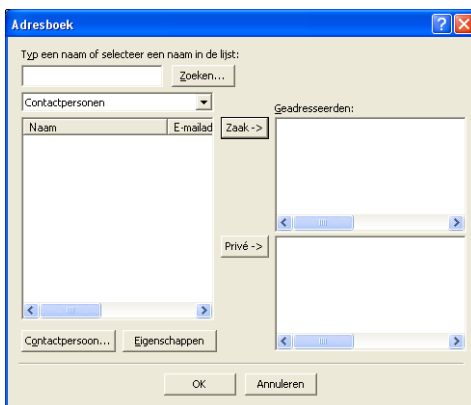 Adresboek
Typ een naam of selecteer een naam in de lijst:
Zoeken...
Contactpersonen
Geadresseerden:
Naam E-mailad
Zaak ->
Privé ->
Contactpersoon... Eigenschappen
OK Annuleren